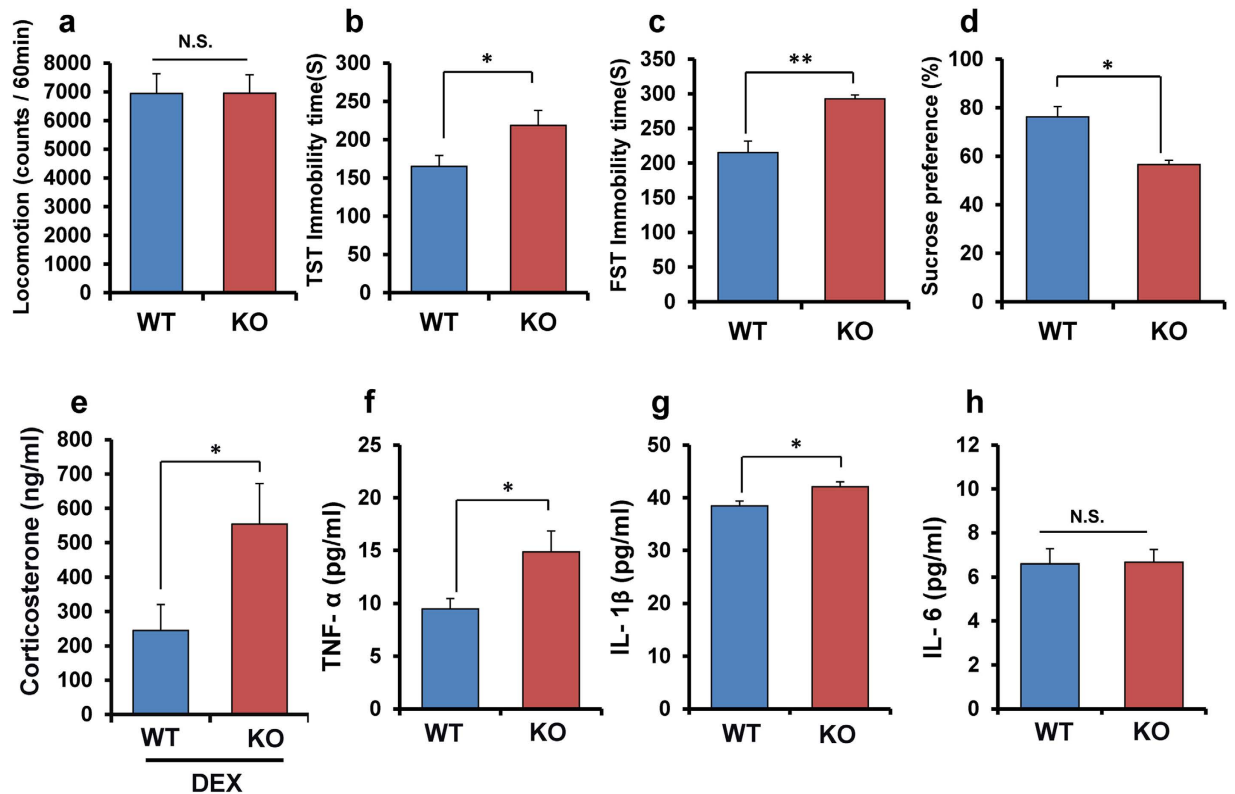 a
N.S.
Locomotion (counts / 60min)
8000
7000
6000
5000
4000
3000
2000
1000
0
WT KO
b
*
TST Immobility time(S)
300
250
200
150
100
50
0
WT KO
c
**
FST Immobility time(S)
350
300
250
200
150
100
50
0
WT KO
d
*
Sucrose preference (%)
100
80
60
40
20
0
WT KO
e
*
Corticosterone (ng/ml)
800
700
600
500
400
300
200
100
0
WT KO
DEX
f
*
TNF- α (pg/ml)
25
20
15
10
5
0
WT KO
g
*
IL- 1β (pg/ml)
50
40
30
20
10
0
WT KO
h
N.S.
IL- 6 (pg/ml)
12
10
8
6
4
2
0
WT KO